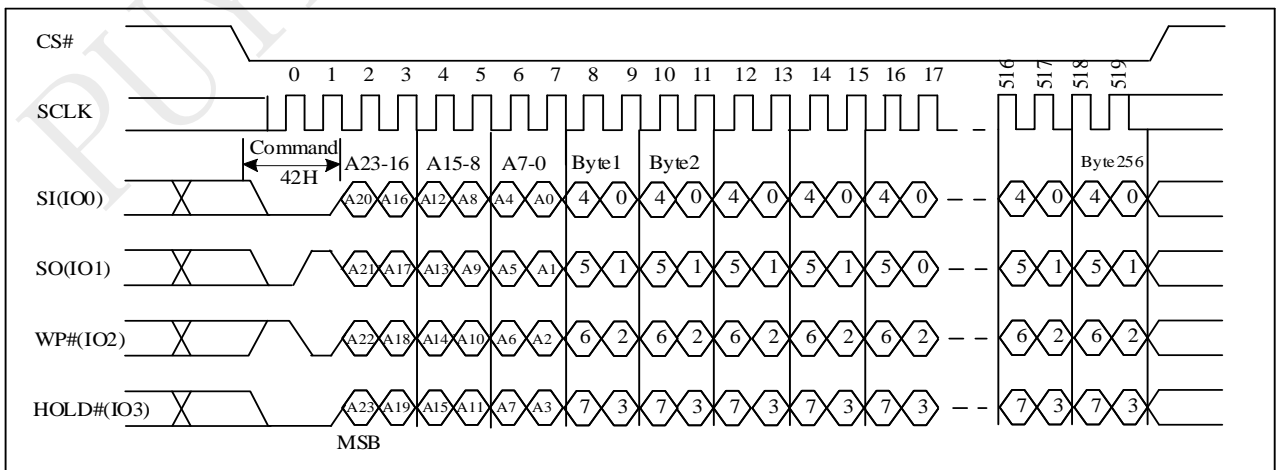 PUY
CS#
0 1 2 3 4 5 6 7 8 9 10 11 12 13 14 15 16 17 516 517 518 519
SCLK
Command
42H
A23-16 A15-8 A7-0 Byte1 Byte2 Byte256
SI(IO0) A20 A16 A12 A8 A4 A0 4 0 4 0 4 0 4 0 4 0 4 0 4 0
SO(IO1) A21 A17 A13 A9 A5 A1 5 1 5 1 5 1 5 1 5 0 5 1 5 1
WP#(IO2) A22 A18 A14 A10 A6 A2 6 2 6 2 6 2 6 2 6 2 6 2 6 2
HOLD#(IO3) A23 A19 A15 A11 A7 A3 7 3 7 3 7 3 7 3 7 3 7 3 7 3
MSB